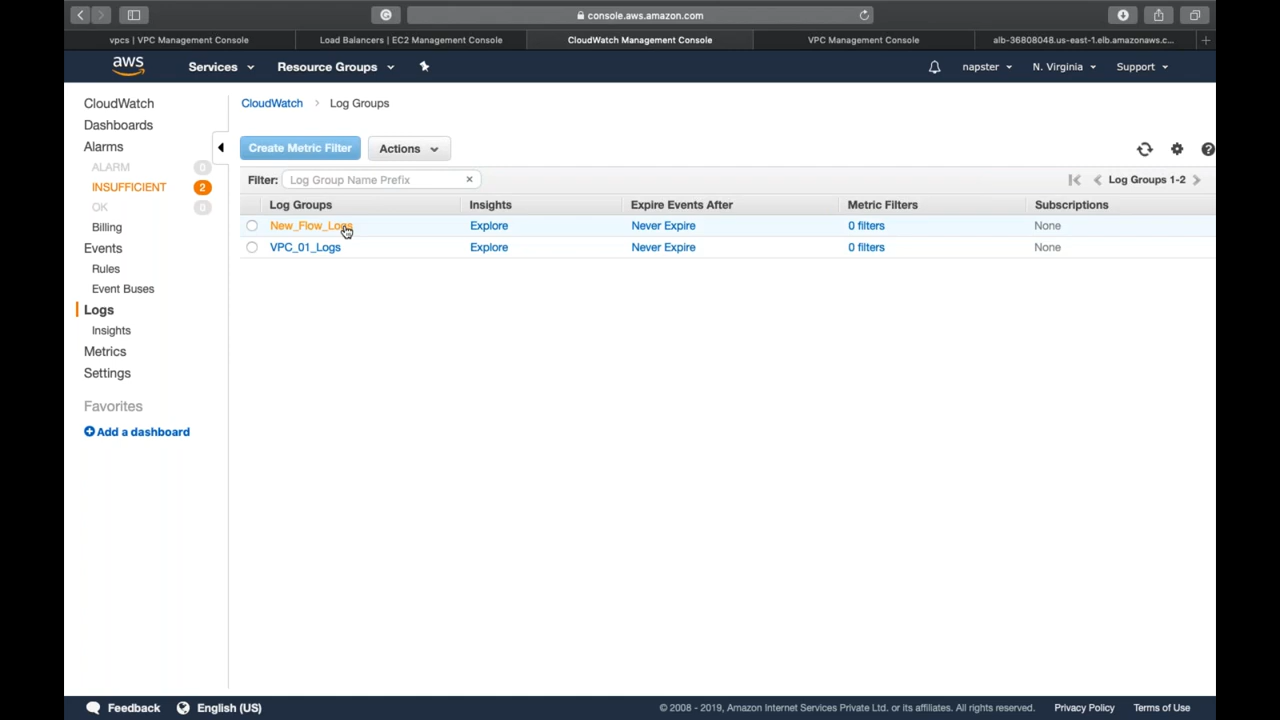 console.aws.amazon.com
vpcs | VPC Management Console
Load Balancers | EC2 Management Console
CloudWatch Management Console
VPC Management Console
alb-36808048.us-east-1.elb.amazonaws.c...
aws
Services
Resource Groups
napster
N. Virginia
Support
CloudWatch
Dashboards
Alarms
ALARM 0
INSUFFICIENT 2
OK 0
Billing
Events
Rules
Event Buses
Logs
Insights
Metrics
Settings
Favorites
Add a dashboard
CloudWatch > Log Groups
Create Metric Filter
Actions
Filter: Log Group Name Prefix ×
Log Groups 1-2
Log Groups Insights Expire Events After Metric Filters Subscriptions
New_Flow_Logs Explore Never Expire 0 filters None
VPC_01_Logs Explore Never Expire 0 filters None
Feedback
English (US)
© 2008 - 2019, Amazon Internet Services Private Ltd. or its affiliates. All rights reserved.
Privacy Policy
Terms of Use